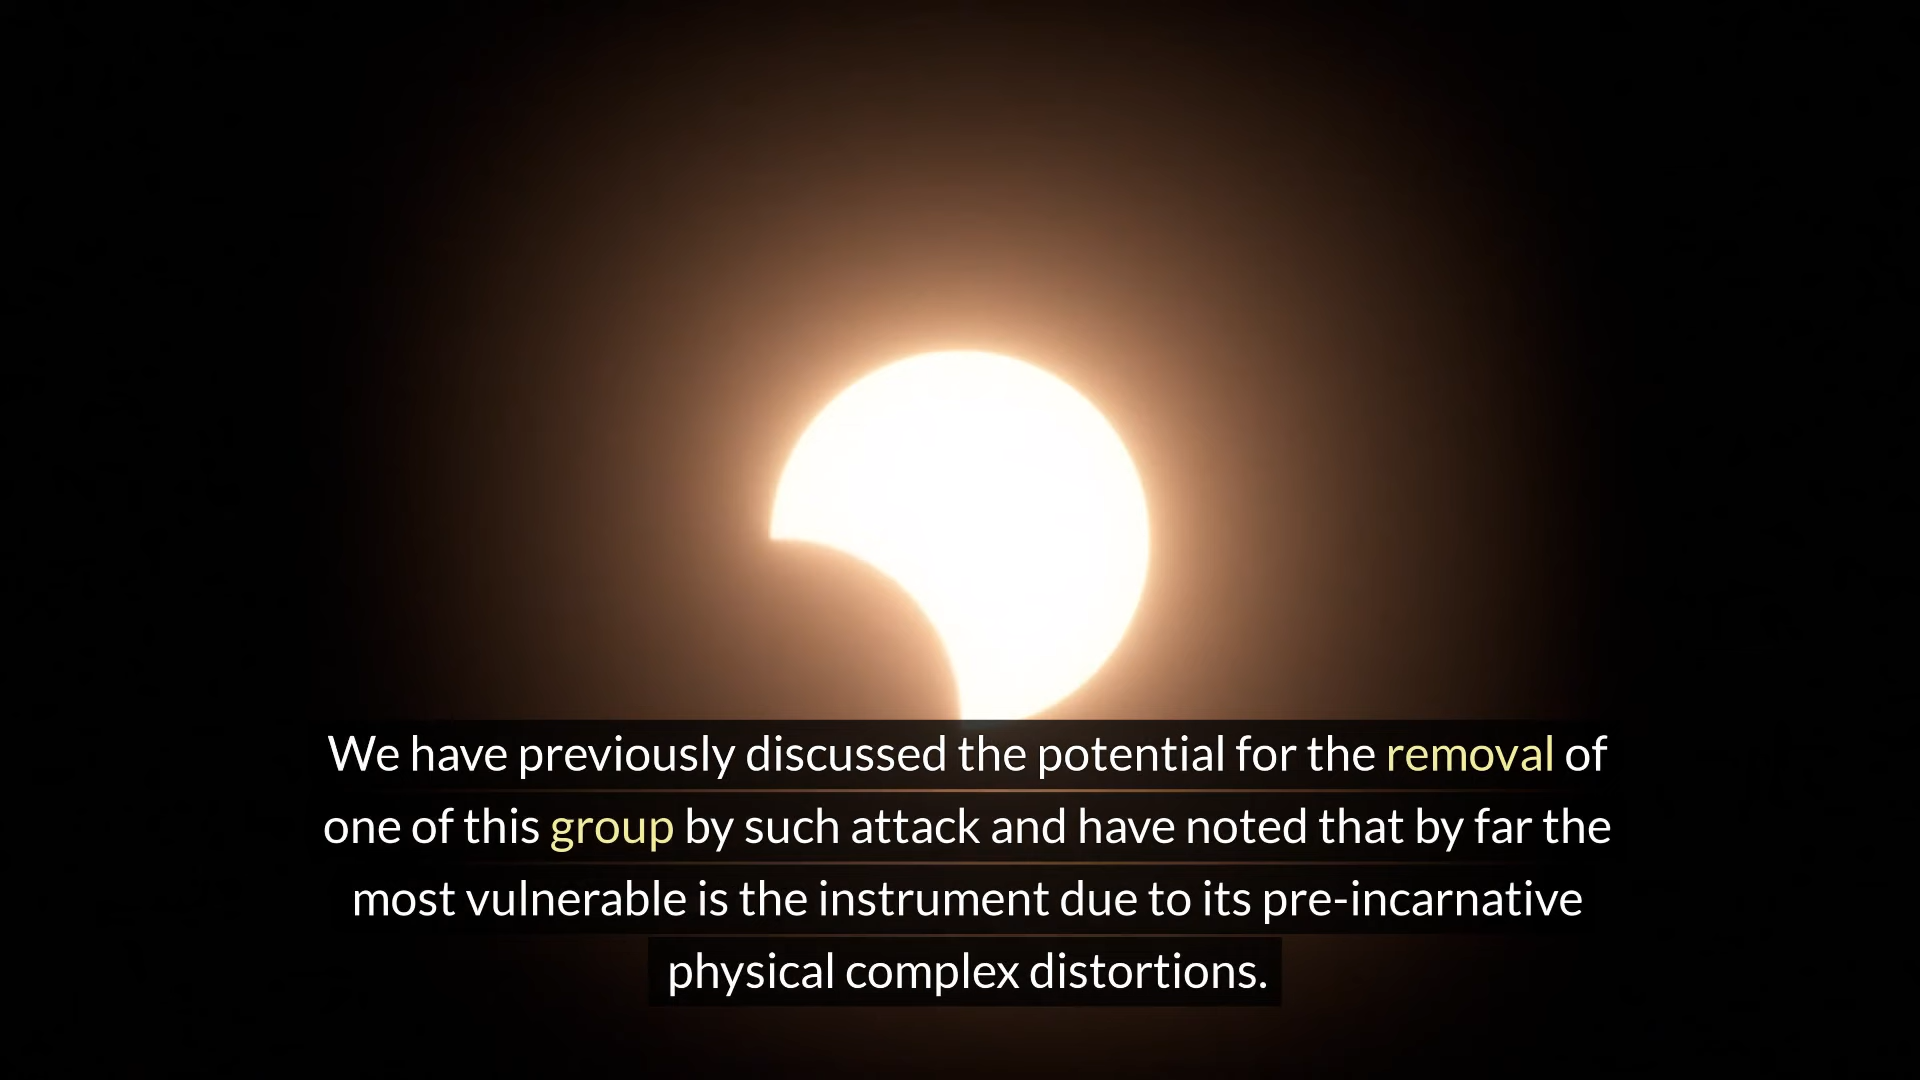 We have previously discussed the potential for the removal of
one of this group by such attack and have noted that by far the
most vulnerable is the instrument due to its pre-incarnative
physical complex distortions.